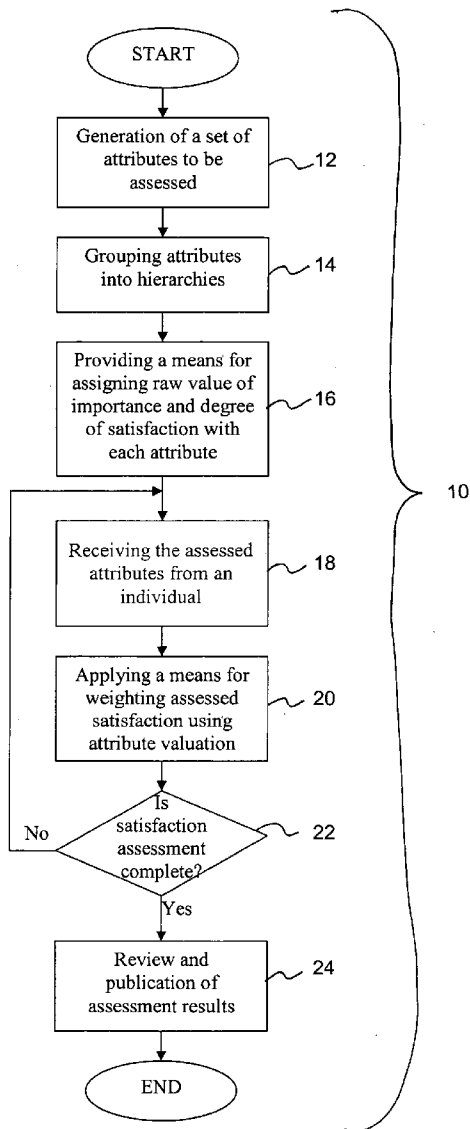 START
Generation of a set of
attributes to be
assessed
12
Grouping attributes
into hierarchies
14
Providing a means for
assigning raw value of
importance and degree
of satisfaction with
each attribute
16
10
Receiving the assessed
attributes from an
individual
18
Applying a means for
weighting assessed
satisfaction using
attribute valuation
20
Is
satisfaction
assessment
complete?
22
No
Yes
Review and
publication of
assessment results
24
END